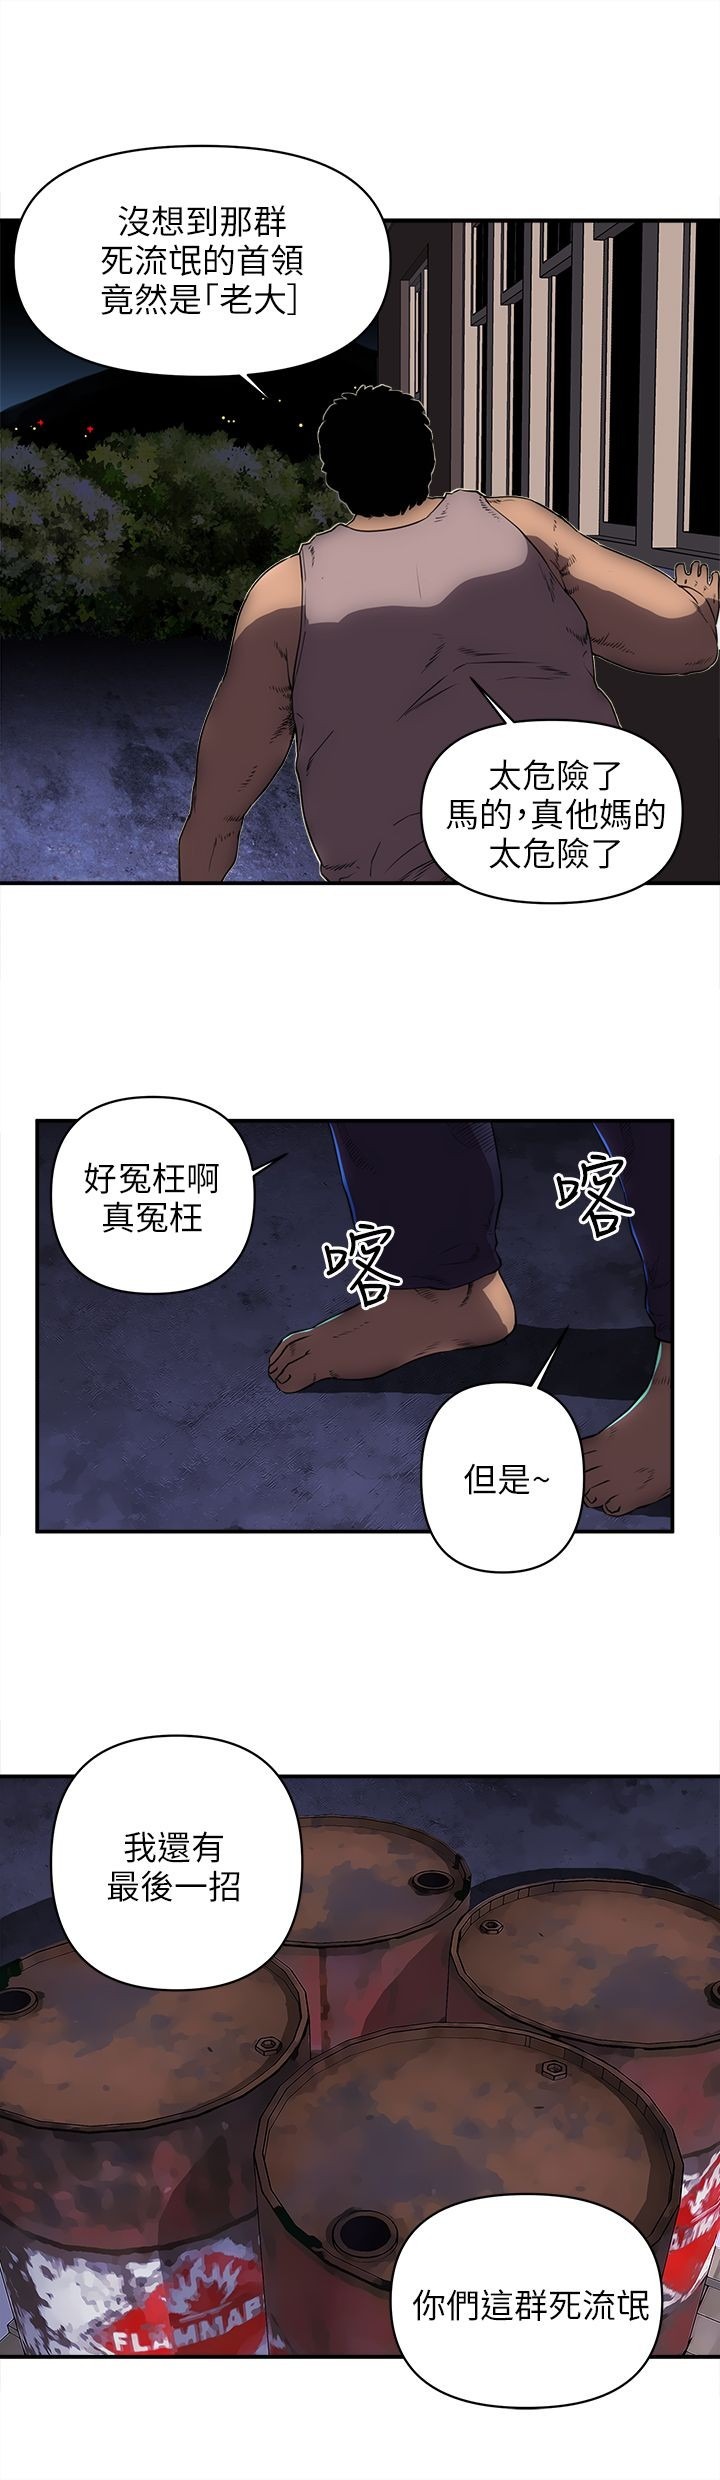 沒想到那群
死流氓的首領
竟然是「老大］
太危險了
馬的，真他媽的
太危險了
好冤枉啊
真冤枉
喀
喀
但是~
我還有
最後一招
FLAMMAB
FLAMMAB
你們這群死流氓